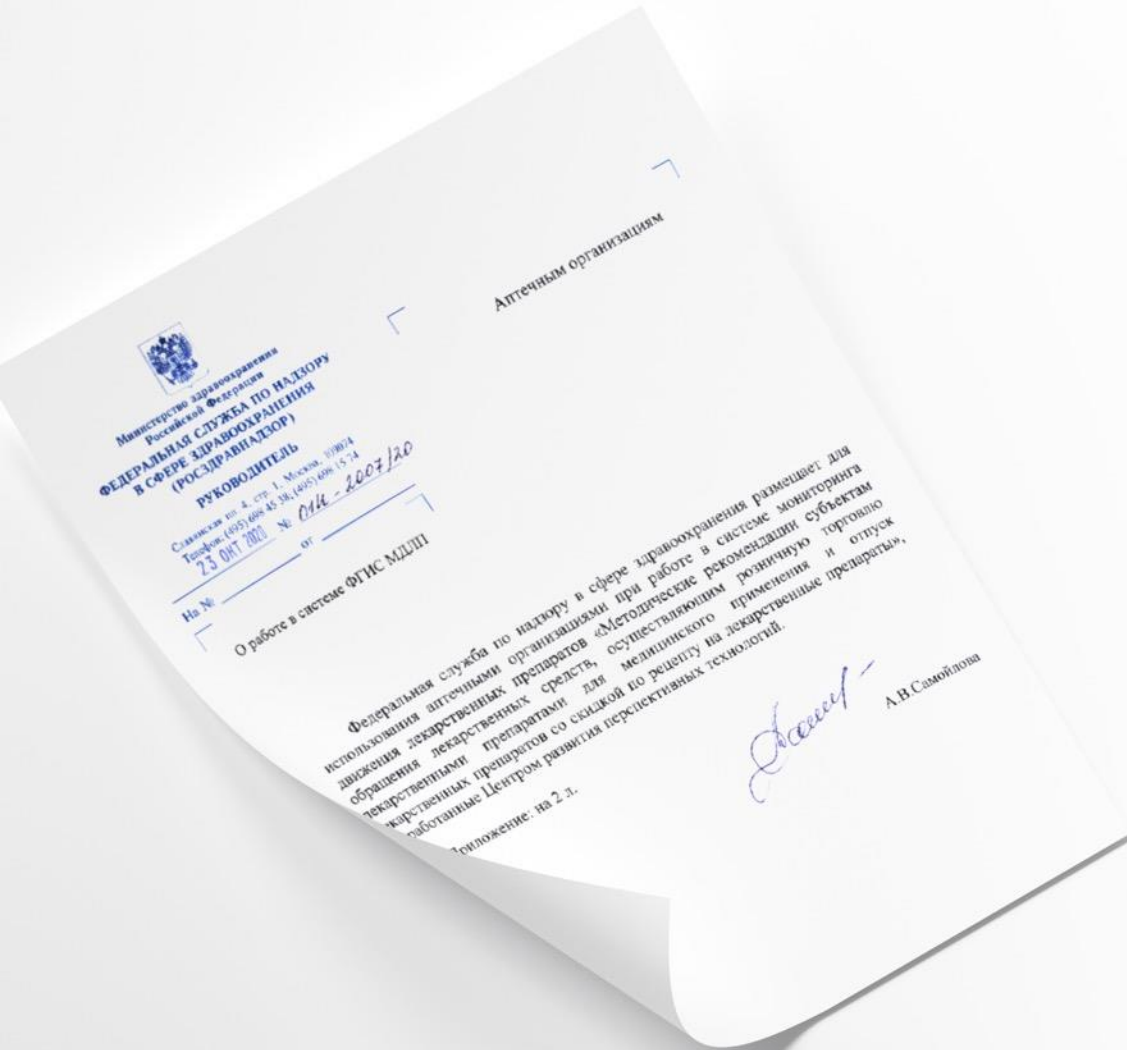 Министерство здравоохранения
Российской Федерации
ФЕДЕРАЛЬНАЯ СЛУЖБА ПО НАДЗОРУ
В СФЕРЕ ЗДРАВООХРАНЕНИЯ
(РОСЗДРАВНАДЗОР)
РУКОВОДИТЕЛЬ
Славянская пл. 4, стр. 1, Москва, 109074
Телефон: (495) 698 45 38; (495) 698 15 74
23 ОКТ 2020 № 01И - 2007/20
На № от
Аптечным организациям
О работе в системе ФГИС МДЛП
Федеральная служба по надзору в сфере здравоохранения размещает для
использования аптечными организациями при работе в системе мониторинга
движения лекарственных препаратов «Методические рекомендации субъектам
обращения лекарственных средств, осуществляющим розничную торговлю
лекарственными препаратами для медицинского применения и отпуск
карственных препаратов со скидкой по рецепту на лекарственные препараты»,
работанные Центром развития перспективных технологий.
Приложение: на 2 л.
А.В.Самойлова